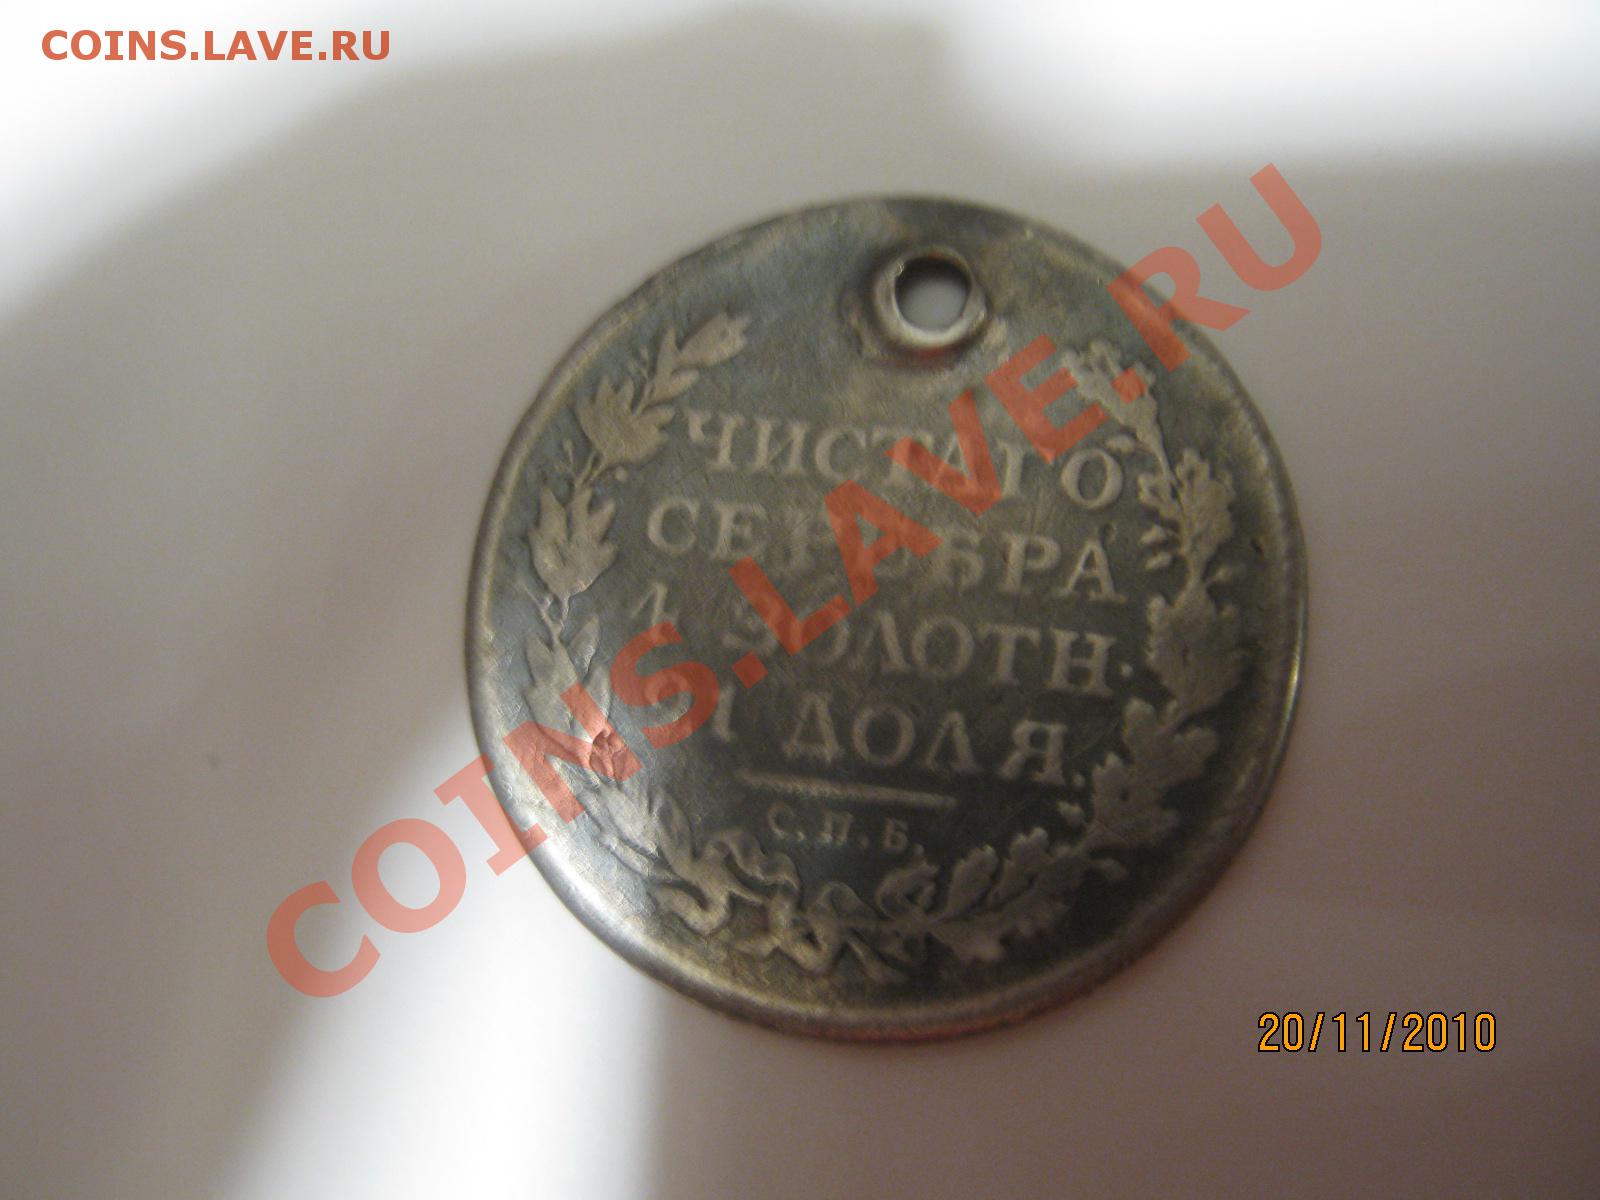 COINS.LAVE.RU
ЧИСТАГО
СЕРЕБРА
4 ЗОЛОТН.
21 ДОЛЯ.
С.П.Б.
COINS.LAVE.RU
20/11/2010